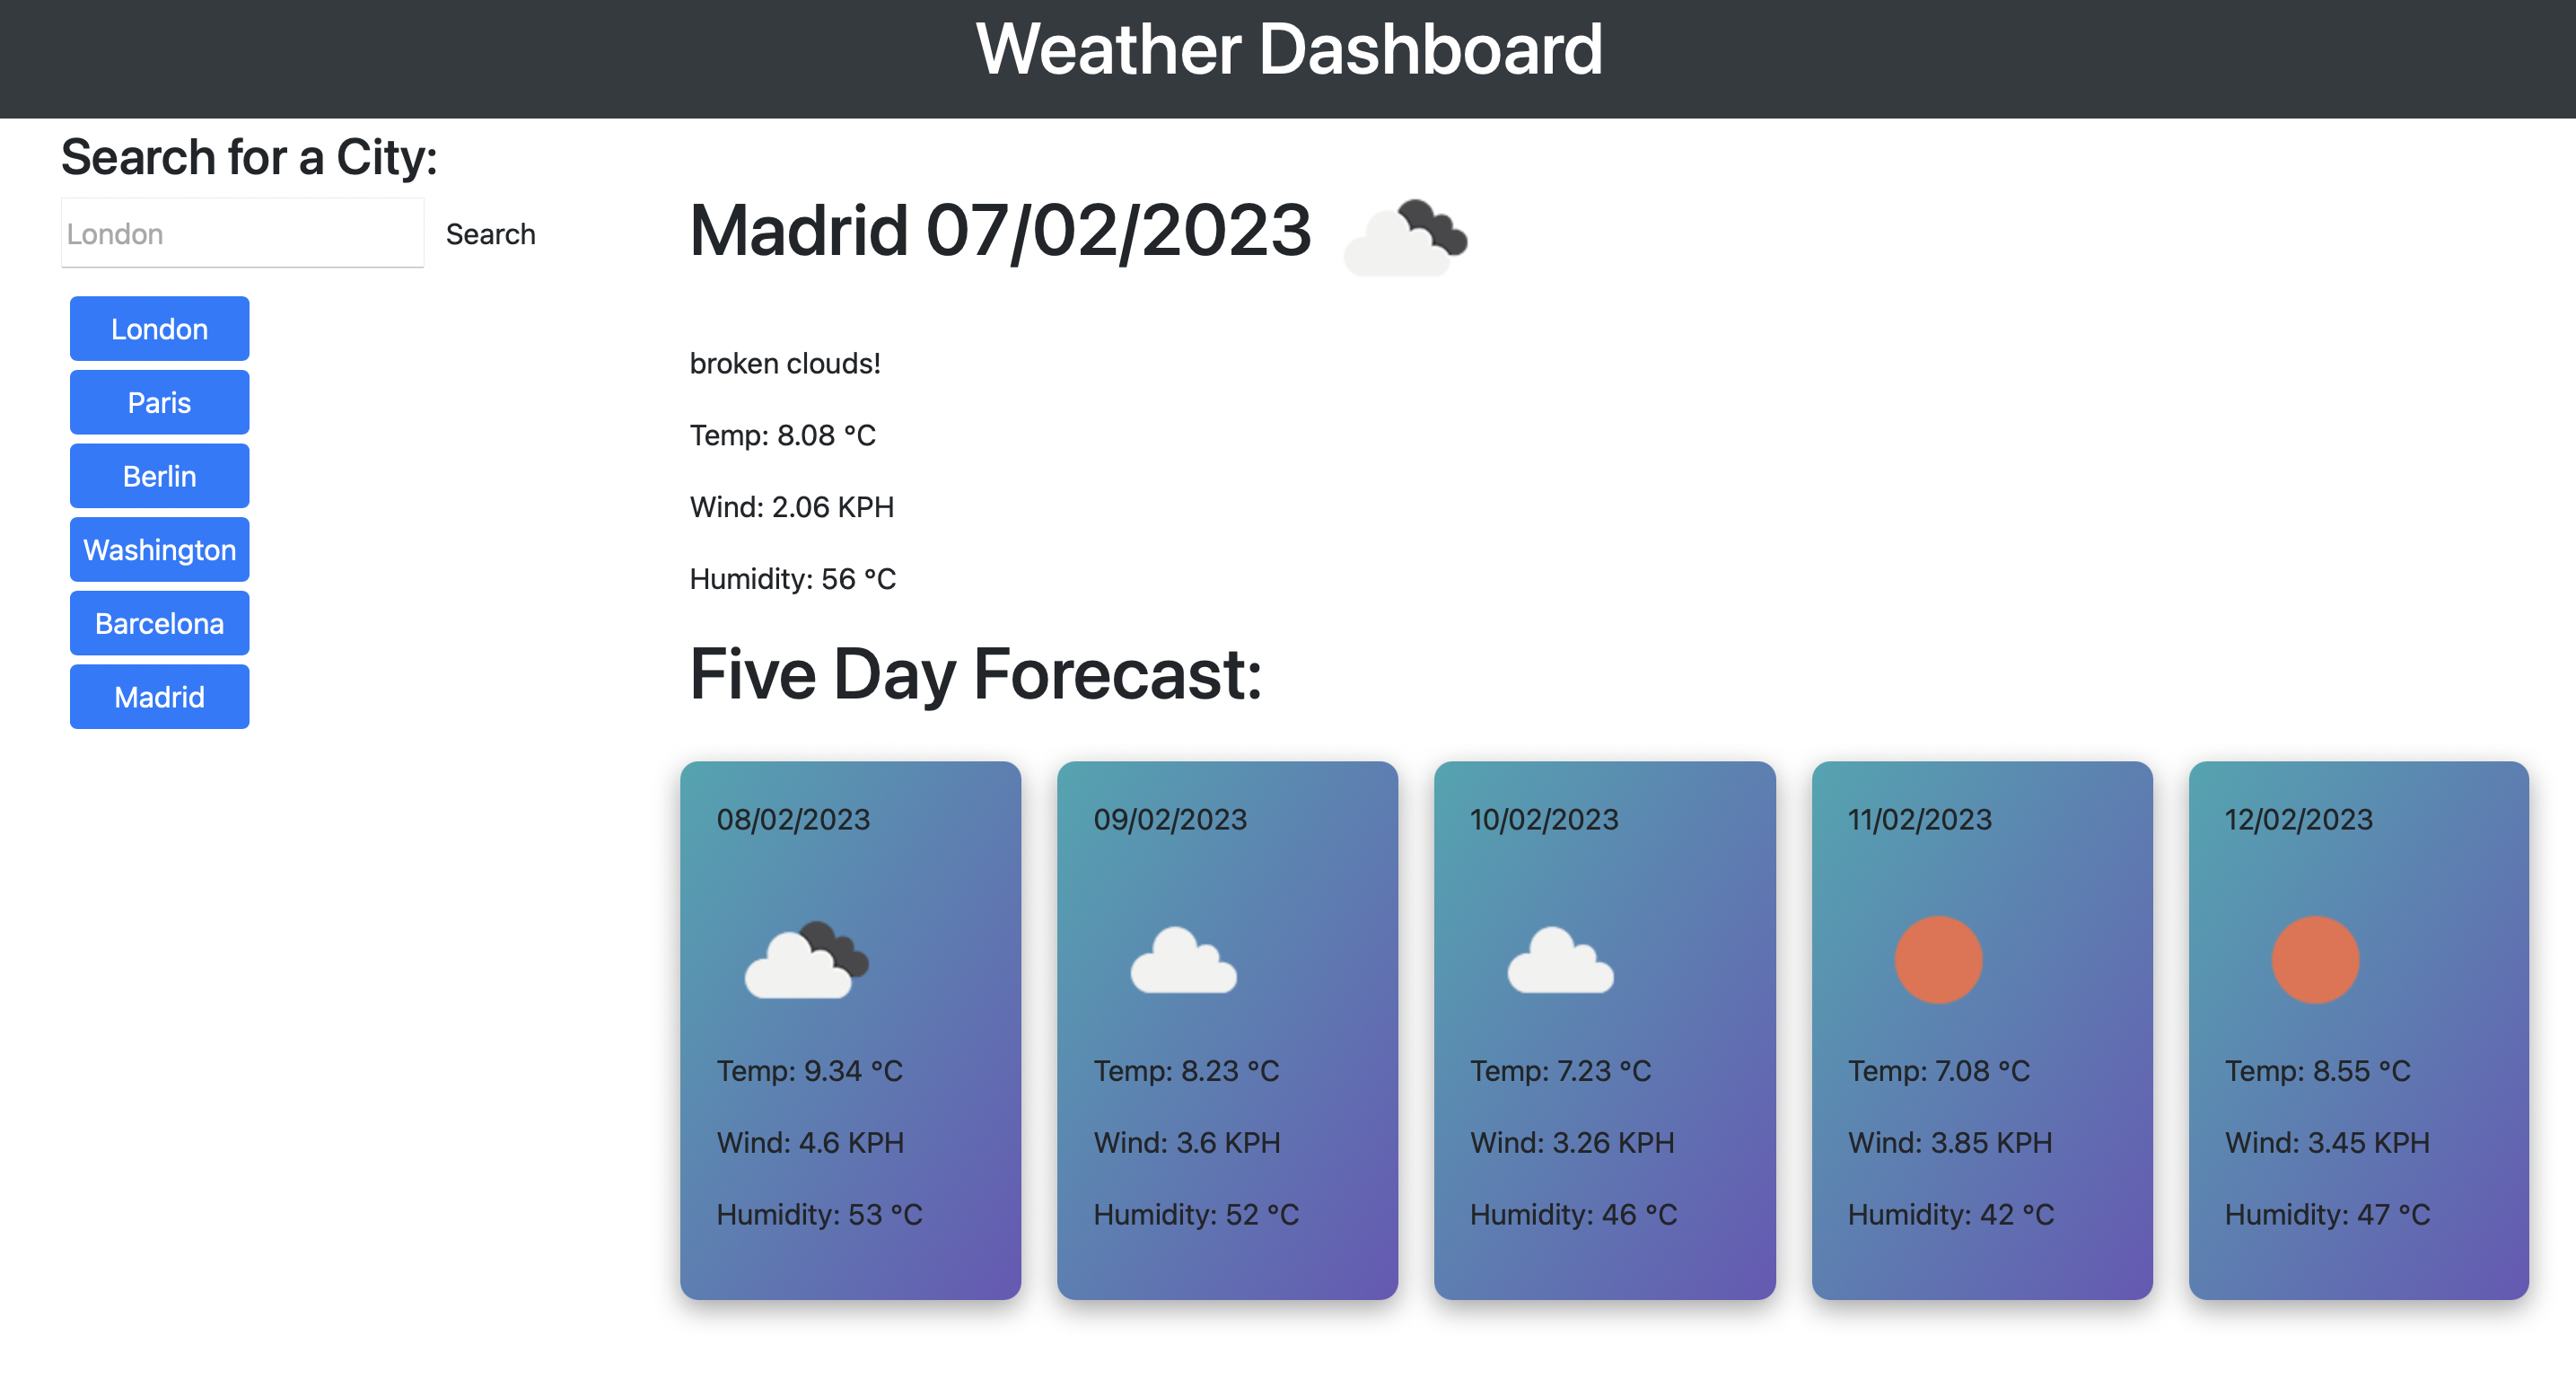 Weather Dashboard
Search for a City:
London
Search
London
Paris
Berlin
Washington
Barcelona
Madrid
Madrid 07/02/2023
broken clouds!
Temp: 8.08 °C
Wind: 2.06 KPH
Humidity: 56 °C
Five Day Forecast:
08/02/2023
Temp: 9.34 °C
Wind: 4.6 KPH
Humidity: 53 °C
09/02/2023
Temp: 8.23 °C
Wind: 3.6 KPH
Humidity: 52 °C
10/02/2023
Temp: 7.23 °C
Wind: 3.26 KPH
Humidity: 46 °C
11/02/2023
Temp: 7.08 °C
Wind: 3.85 KPH
Humidity: 42 °C
12/02/2023
Temp: 8.55 °C
Wind: 3.45 KPH
Humidity: 47 °C